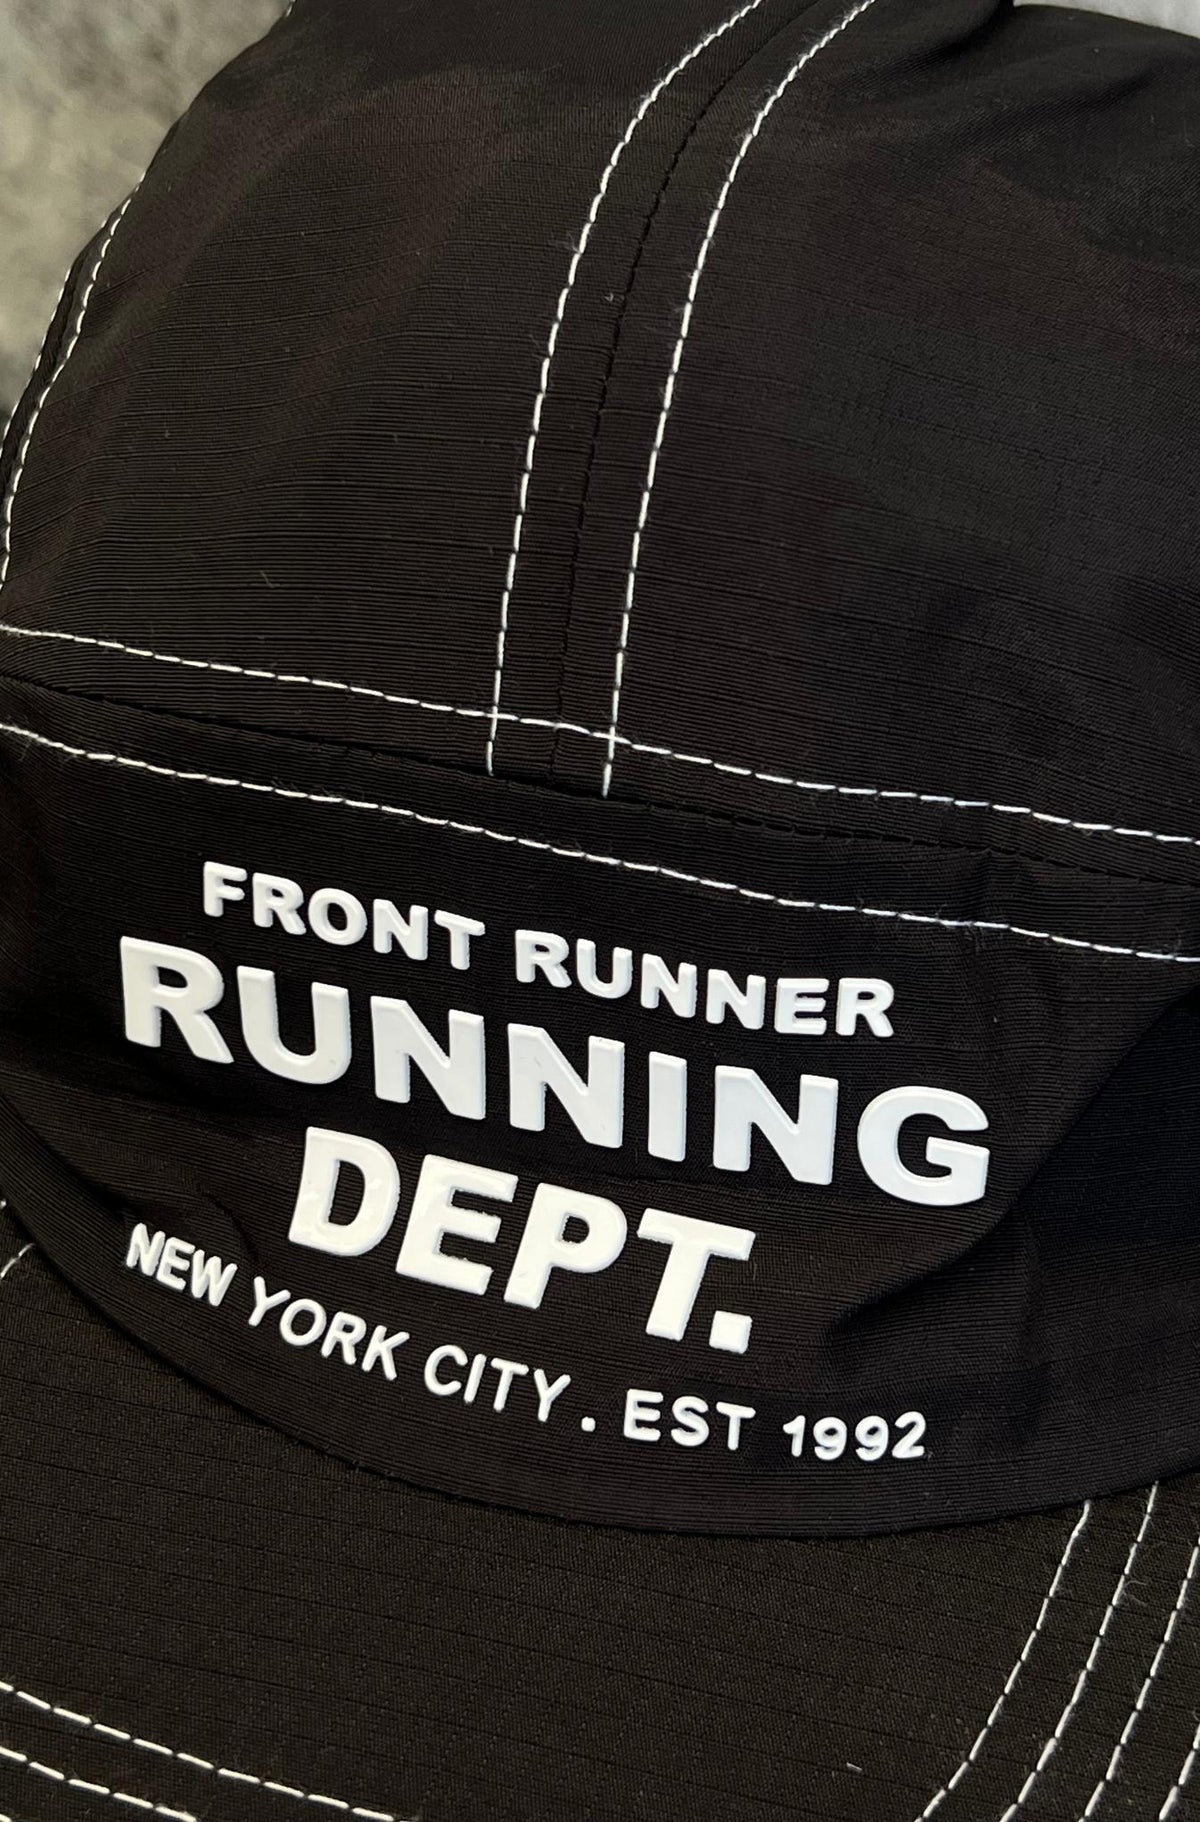 FRONT RUNNER
RUNNING
DEPT.
NEW YORK CITY . EST 1992